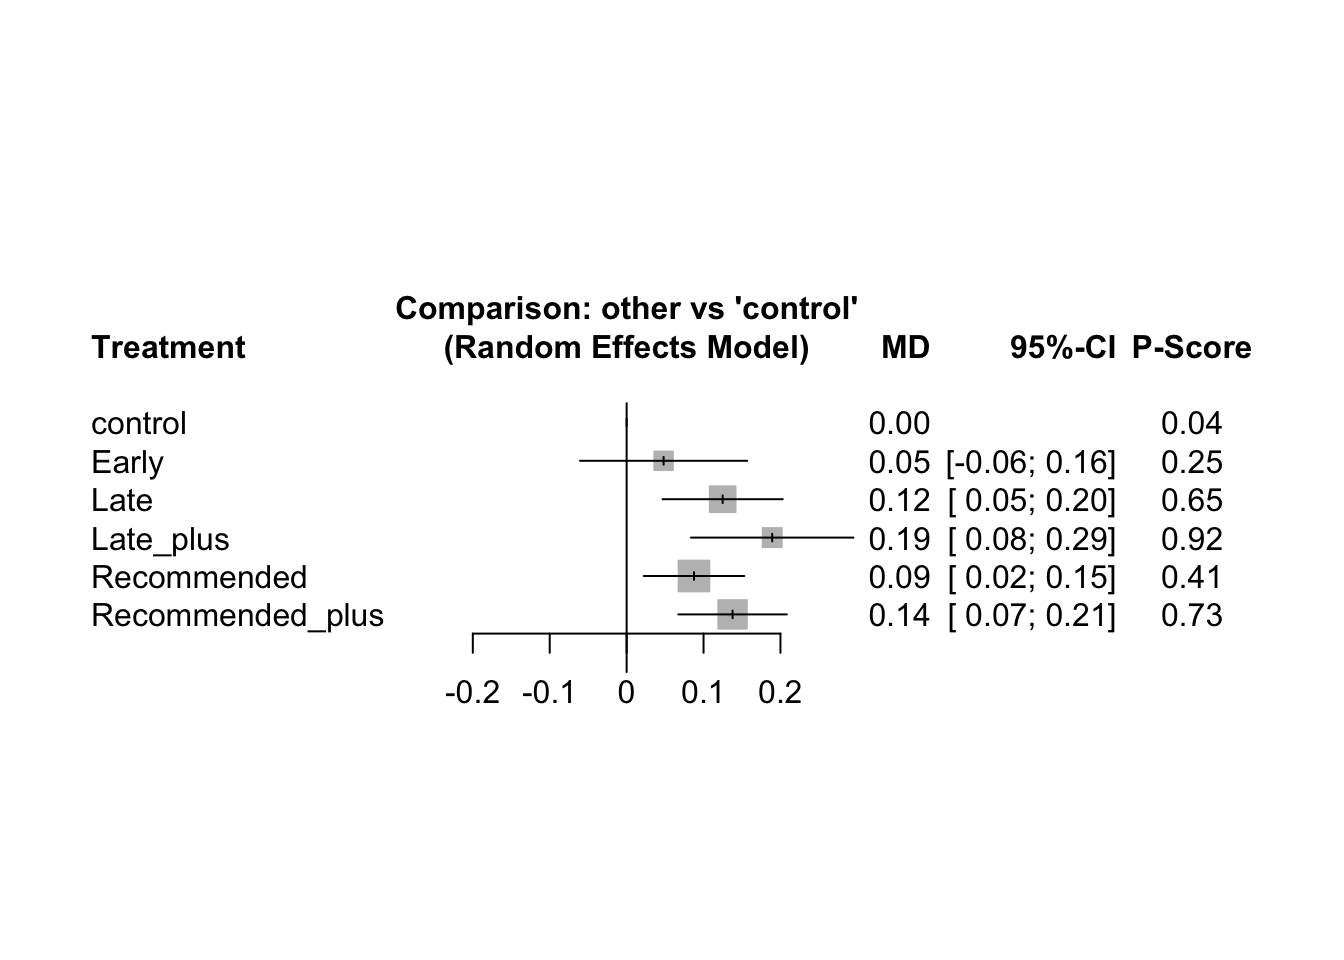 Comparison: other vs 'control'
Treatment (Random Effects Model) MD 95%-CI P-Score
control 0.00 0.04
Early 0.05 [-0.06; 0.16] 0.25
Late 0.12 [ 0.05; 0.20] 0.65
Late_plus 0.19 [ 0.08; 0.29] 0.92
Recommended 0.09 [ 0.02; 0.15] 0.41
Recommended_plus 0.14 [ 0.07; 0.21] 0.73
-0.2 -0.1 0 0.1 0.2